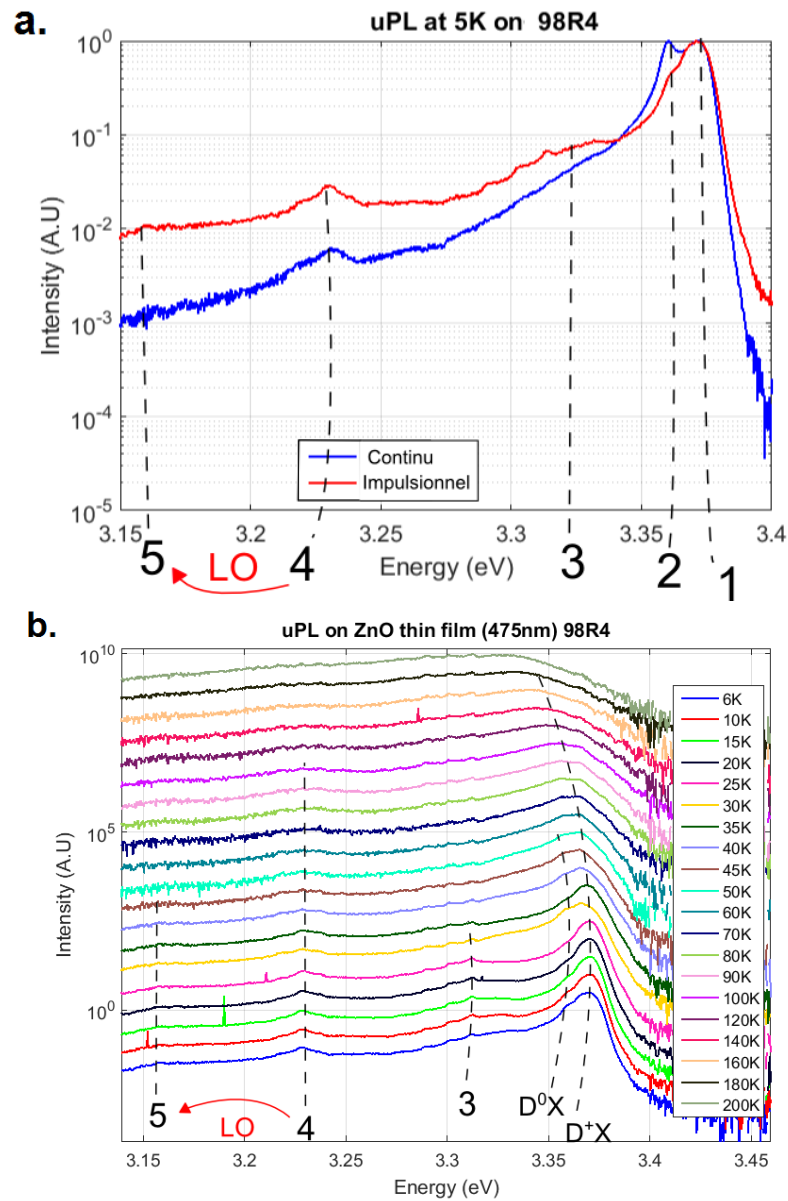 a.
uPL at 5K on 98R4
Intensity (A.U)
10^0
10^-1
10^-2
10^-3
10^-4
10^-5
Continu
Impulsionnel
3.15 3.2 3.25 3.3 3.35 3.4
Energy (eV)
5 LO 4 3 2 1
b.
uPL on ZnO thin film (475nm) 98R4
Intensity (A.U)
10^10
10^5
10^0
6K
10K
15K
20K
25K
30K
35K
40K
45K
50K
60K
70K
80K
90K
100K
120K
140K
160K
180K
200K
5 LO 4 3 D^0X D^+X
3.15 3.2 3.25 3.3 3.35 3.4 3.45
Energy (eV)